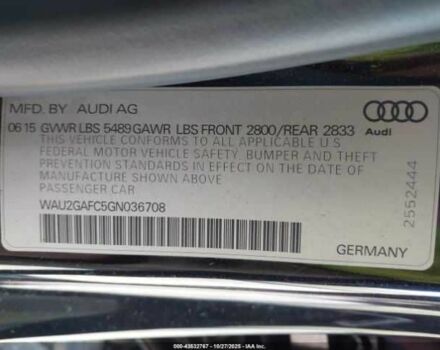 MFD. BY AUDI AG
06 15 GVWR LBS 5489 GAWR LBS FRONT 2800/REAR 2833
THIS VEHICLE CONFORMS TO ALL APPLICABLE U S
FEDERAL MOTOR VEHICLE SAFETY, BUMPER AND THEFT
PREVENTION STANDARDS IN EFFECT ON THE DATE
OF MANUFACTURE SHOWN ABOVE.
PASSENGER CAR
WAU2GAFC5GN036708
Audi
2552444
GERMANY
000-43632767 - 10/27/2025 - IAA Inc.